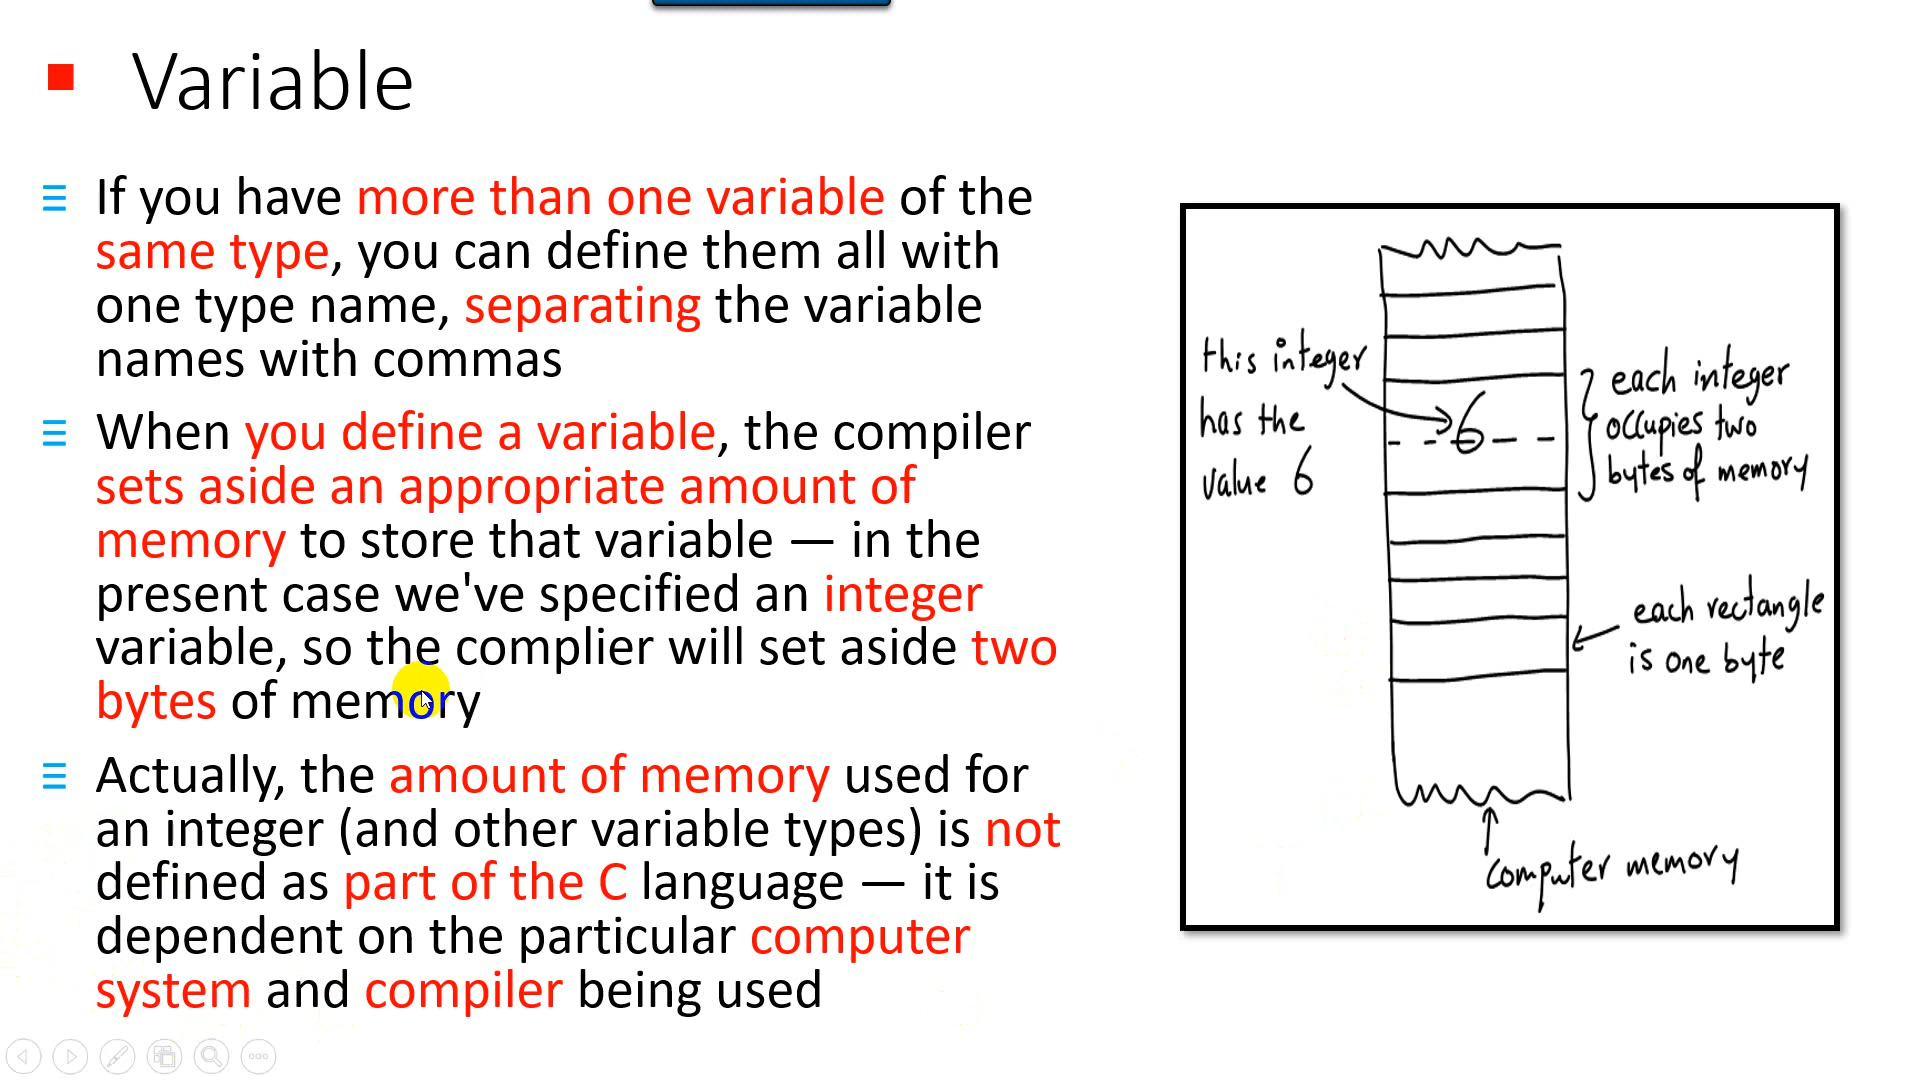 Variable
If you have more than one variable of the
same type, you can define them all with
one type name, separating the variable
names with commas
When you define a variable, the compiler
sets aside an appropriate amount of
memory to store that variable — in the
present case we've specified an integer
variable, so the complier will set aside two
bytes of memory
Actually, the amount of memory used for
an integer (and other variable types) is not
defined as part of the C language — it is
dependent on the particular computer
system and compiler being used
this integer
has the
value 6
6
each integer
occupies two
bytes of memory
each rectangle
is one byte
computer memory